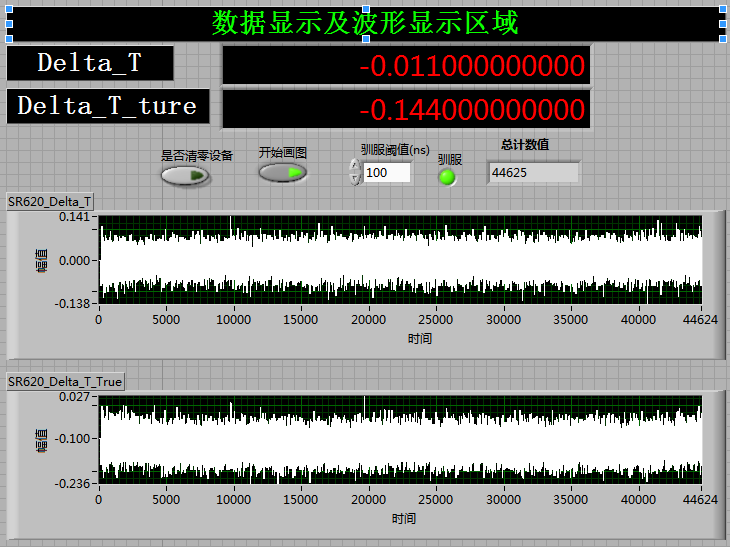 数据显示及波形显示区域
Delta_T
-0.011000000000
Delta_T_ture
-0.144000000000
是否清零设备
开始画图
驯服阈值(ns)
100
驯服
总计数值
44625
SR620_Delta_T
0.141
0.000
-0.138
幅值
0 5000 10000 15000 20000 25000 30000 35000 40000 44624
时间
SR620_Delta_T_True
0.027
-0.100
-0.236
幅值
0 5000 10000 15000 20000 25000 30000 35000 40000 44624
时间